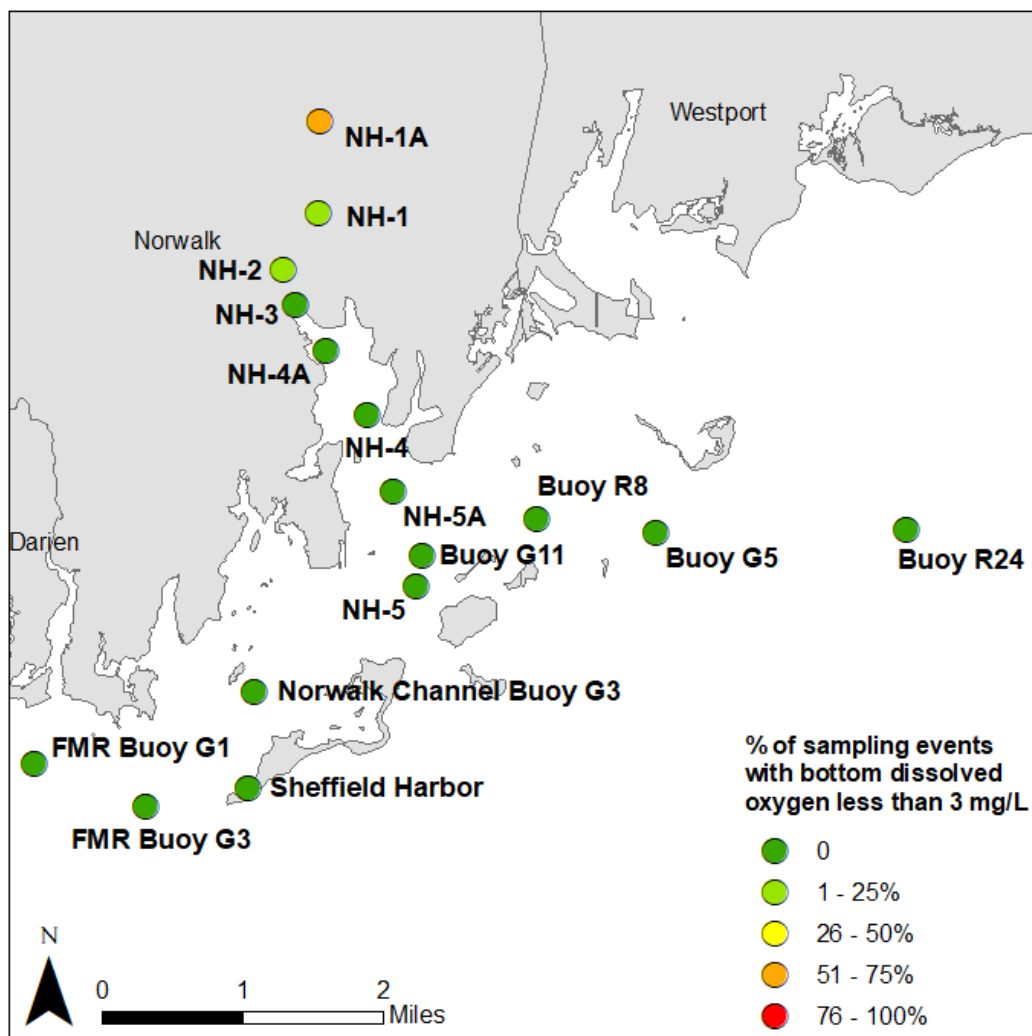 Westport
NH-1A
NH-1
Norwalk
NH-2
NH-3
NH-4A
NH-4
Buoy R8
NH-5A
Darien
Buoy G11
Buoy G5
Buoy R24
NH-5
Norwalk Channel Buoy G3
FMR Buoy G1
Sheffield Harbor
FMR Buoy G3
% of sampling events
with bottom dissolved
oxygen less than 3 mg/L
0
1 - 25%
26 - 50%
51 - 75%
76 - 100%
N
0 1 2
Miles